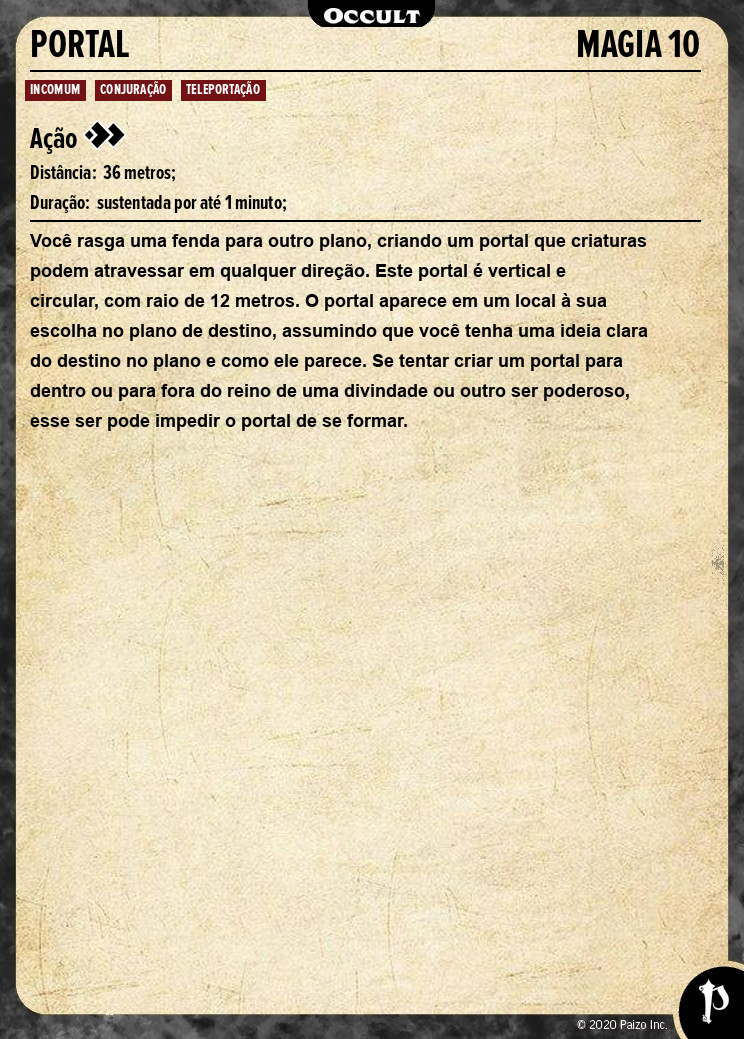 OCCULT
PORTAL MAGIA 10
INCOMUM CONJURAÇÃO TELEPORTAÇÃO
Ação
Distância: 36 metros;
Duração: sustentada por até 1 minuto;
Você rasga uma fenda para outro plano, criando um portal que criaturas
podem atravessar em qualquer direção. Este portal é vertical e
circular, com raio de 12 metros. O portal aparece em um local à sua
escolha no plano de destino, assumindo que você tenha uma ideia clara
do destino no plano e como ele parece. Se tentar criar um portal para
dentro ou para fora do reino de uma divindade ou outro ser poderoso,
esse ser pode impedir o portal de se formar.
© 2020 Paizo Inc.
P